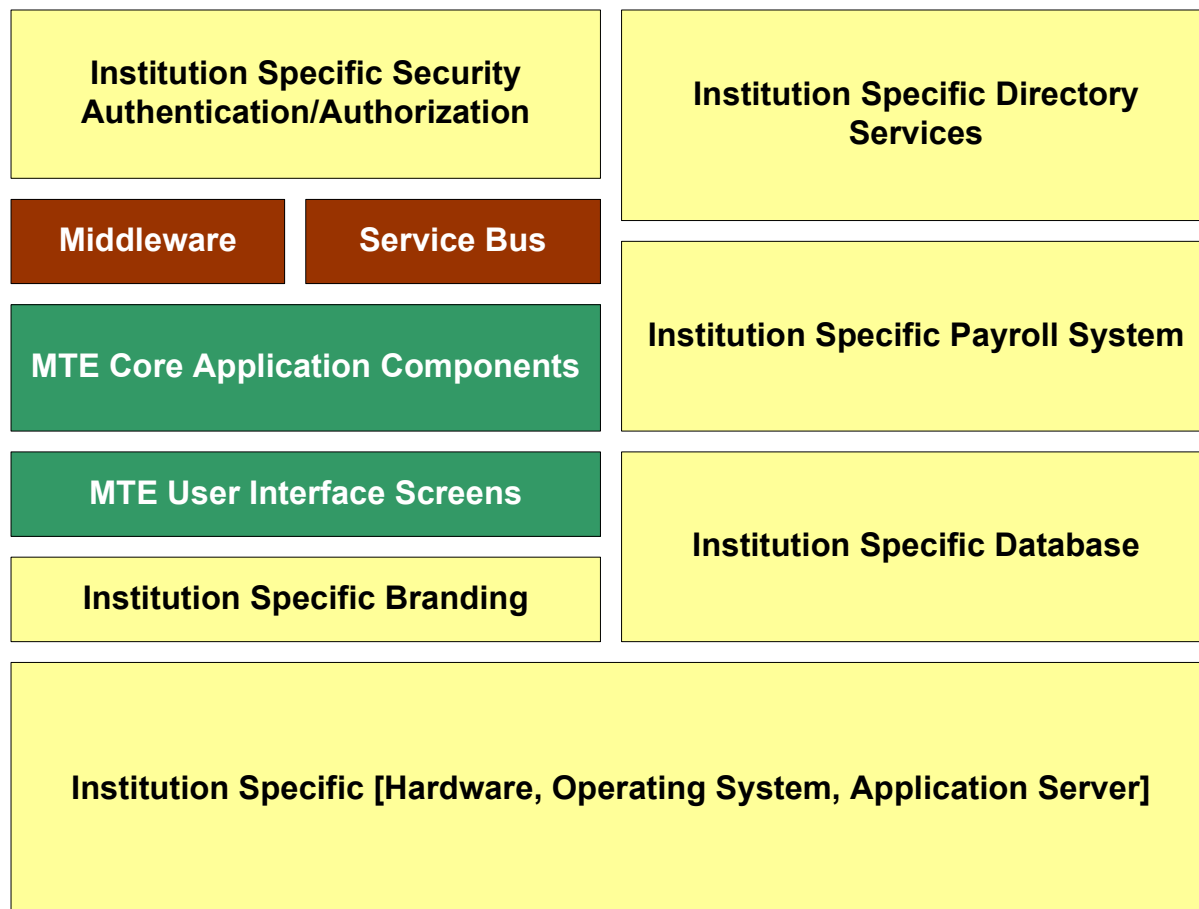 Institution Specific Security
Authentication/Authorization
Institution Specific Directory
Services
Middleware
Service Bus
Institution Specific Payroll System
MTE Core Application Components
MTE User Interface Screens
Institution Specific Database
Institution Specific Branding
Institution Specific [Hardware, Operating System, Application Server]